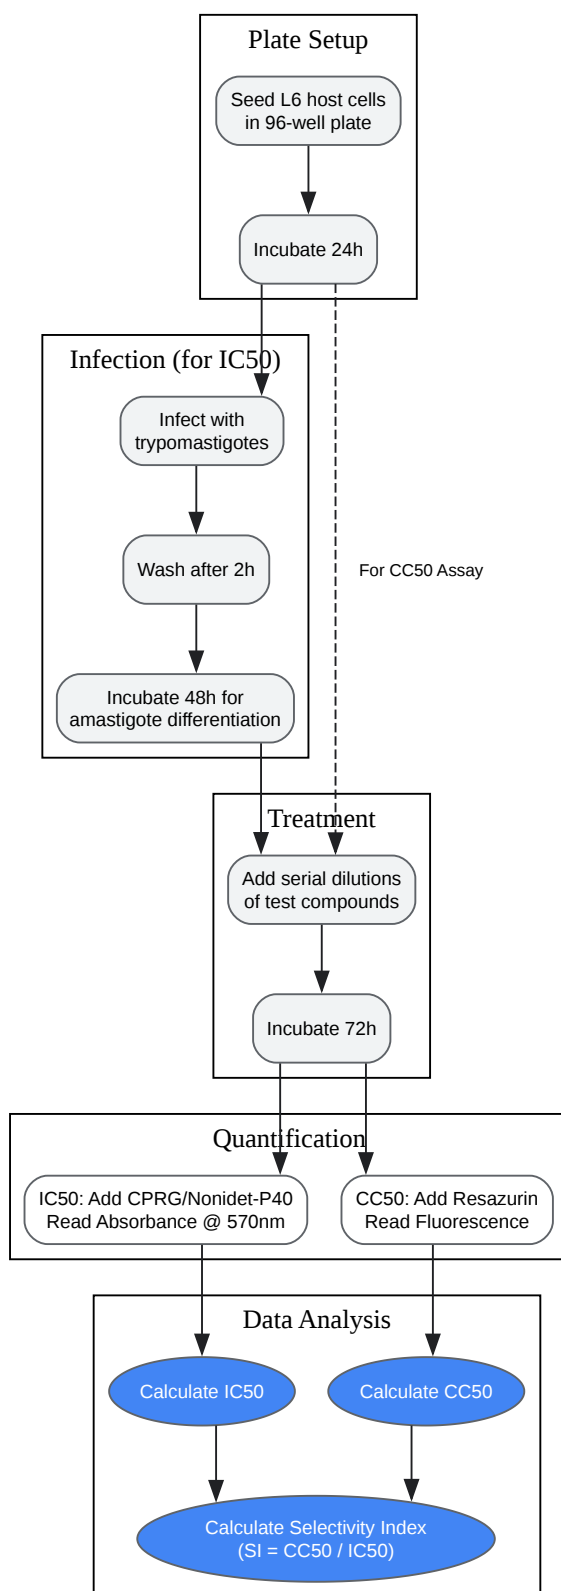 Plate Setup
Seed L6 host cells
in 96-well plate
Incubate 24h
Infection (for IC50)
Infect with
trypomastigotes
Wash after 2h
For CC50 Assay
Incubate 48h for
amastigote differentiation
Treatment
Add serial dilutions
of test compounds
Incubate 72h
Quantification
IC50: Add CPRG/Nonidet-P40
Read Absorbance @ 570nm
CC50: Add Resazurin
Read Fluorescence
Data Analysis
Calculate IC50
Calculate CC50
Calculate Selectivity Index
(SI = CC50 / IC50)